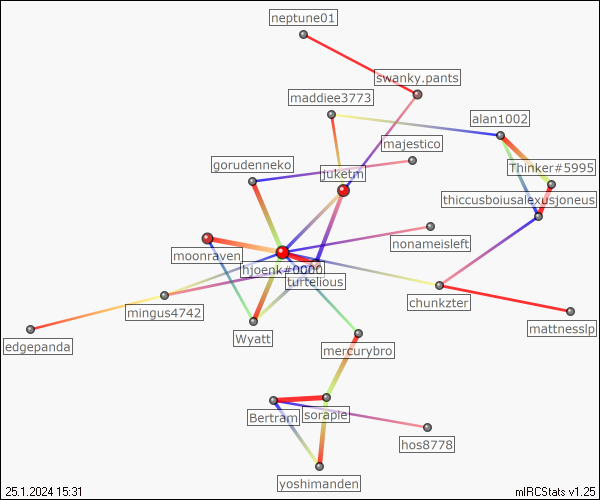 neptune01
swanky.pants
maddiee3773
alan1002
majestico
gorudenneko
juketm
Thinker#5995
thiccusboiusalexusjoneus
moonraven
nonameisleft
hjoenk#0000
turtelious
chunkzter
mingus4742
mattnesslp
edgepanda
Wyatt
mercurybro
Bertram
sorapie
hos8778
yoshimanden
25.1.2024 15:31
mIRCStats v1.25